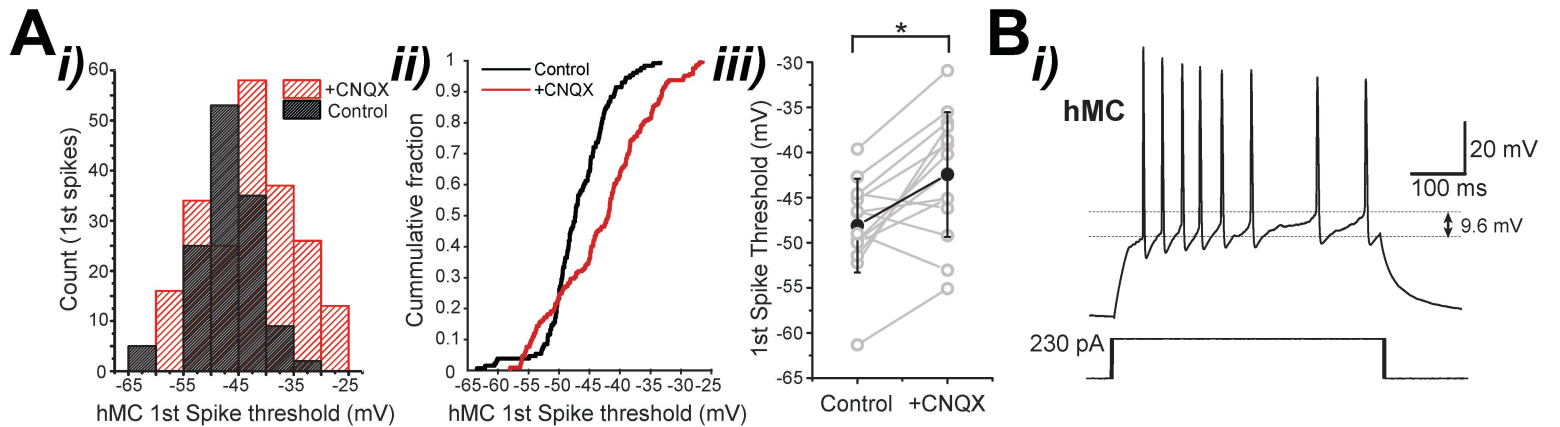 A
i)
60
50
40
30
20
10
0
-65 -55 -45 -35 -25
Count (1st spikes)
hMC 1st Spike threshold (mV)
+CNQX
Control
ii)
1
0.9
0.8
0.7
0.6
0.5
0.4
0.3
0.2
0.1
0
-65 -60 -55 -50 -45 -40 -35 -30 -25
Cummulative fraction
hMC 1st Spike threshold (mV)
Control
+CNQX
iii)
*
-30
-35
-40
-45
-50
-55
-60
-65
1st Spike Threshold (mV)
Control +CNQX
B
i)
hMC
20 mV
100 ms
9.6 mV
230 pA